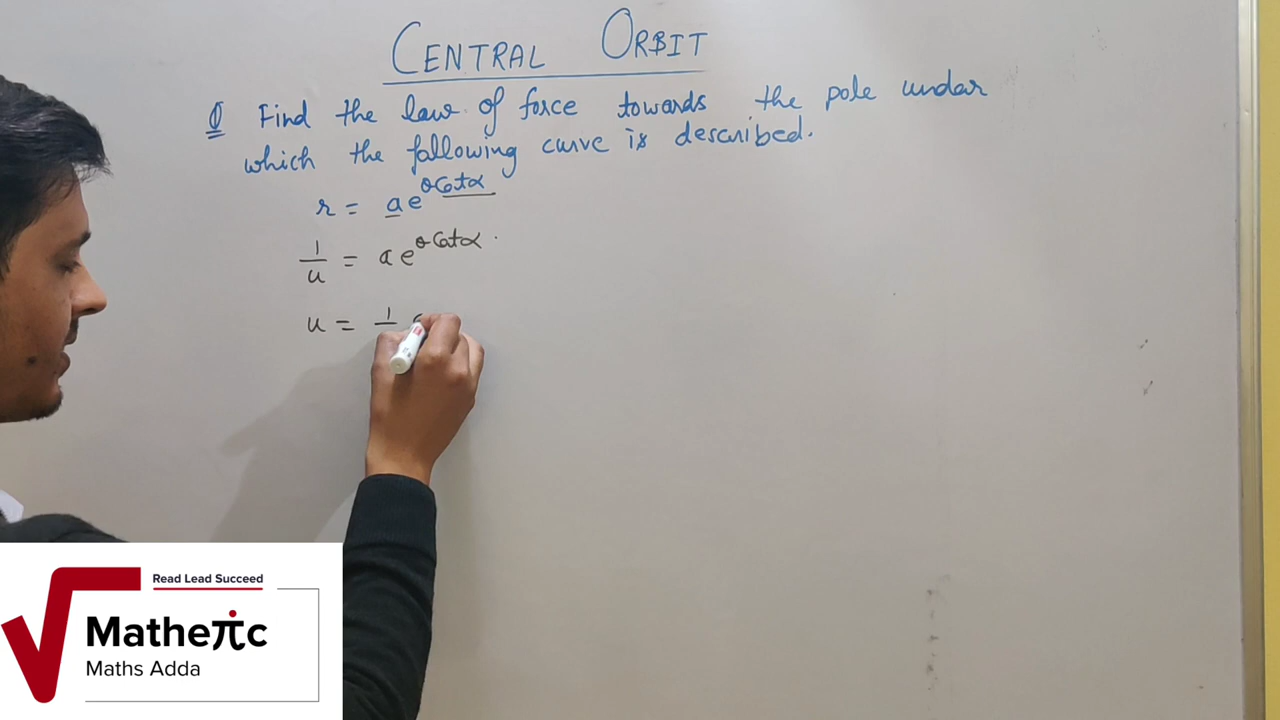 CENTRAL ORBIT
Q Find the law of force towards the pole undar
which the following curve is described.
r = ae^θCotα
1/u = ae^θCotα.
u = 1/
Read Lead Succeed
Matheπc
Maths Adda